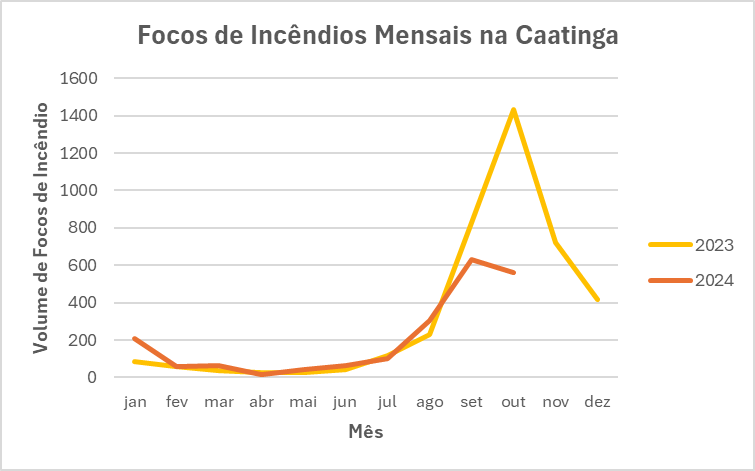 Focos de Incêndios Mensais na Caatinga
Volume de Focos de Incêndio
1600
1400
1200
1000
800
600
400
200
0
jan fev mar abr mai jun jul ago set out nov dez
Mês
2023
2024